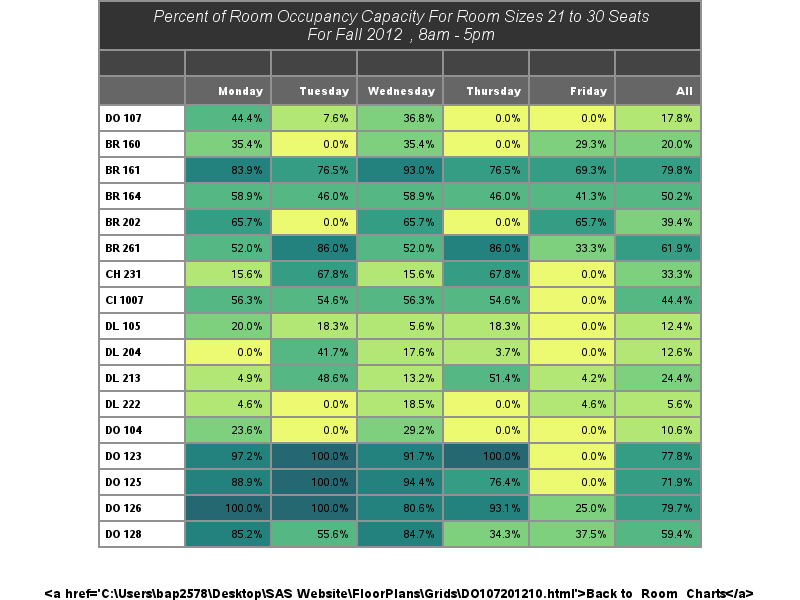 Percent of Room Occupancy Capacity For Room Sizes 21 to 30 Seats
For Fall 2012 , 8am - 5pm
Monday Tuesday Wednesday Thursday Friday All
DO 107 44.4% 7.6% 36.8% 0.0% 0.0% 17.8%
BR 160 35.4% 0.0% 35.4% 0.0% 29.3% 20.0%
BR 161 83.9% 76.5% 93.0% 76.5% 69.3% 79.8%
BR 164 58.9% 46.0% 58.9% 46.0% 41.3% 50.2%
BR 202 65.7% 0.0% 65.7% 0.0% 65.7% 39.4%
BR 261 52.0% 86.0% 52.0% 86.0% 33.3% 61.9%
CH 231 15.6% 67.8% 15.6% 67.8% 0.0% 33.3%
CI 1007 56.3% 54.6% 56.3% 54.6% 0.0% 44.4%
DL 105 20.0% 18.3% 5.6% 18.3% 0.0% 12.4%
DL 204 0.0% 41.7% 17.6% 3.7% 0.0% 12.6%
DL 213 4.9% 48.6% 13.2% 51.4% 4.2% 24.4%
DL 222 4.6% 0.0% 18.5% 0.0% 4.6% 5.6%
DO 104 23.6% 0.0% 29.2% 0.0% 0.0% 10.6%
DO 123 97.2% 100.0% 91.7% 100.0% 0.0% 77.8%
DO 125 88.9% 100.0% 94.4% 76.4% 0.0% 71.9%
DO 126 100.0% 100.0% 80.6% 93.1% 25.0% 79.7%
DO 128 85.2% 55.6% 84.7% 34.3% 37.5% 59.4%
<a href='C:\Users\bap2578\Desktop\SAS Website\FloorPlans\Grids\DO107201210.html'>Back to Room Charts</a>